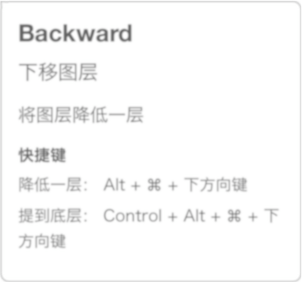 Backward
下移图层
将图层降低一层
快捷键
降低一层： Alt + ⌘ + 下方向键
提到底层： Control + Alt + ⌘ + 下
方向键